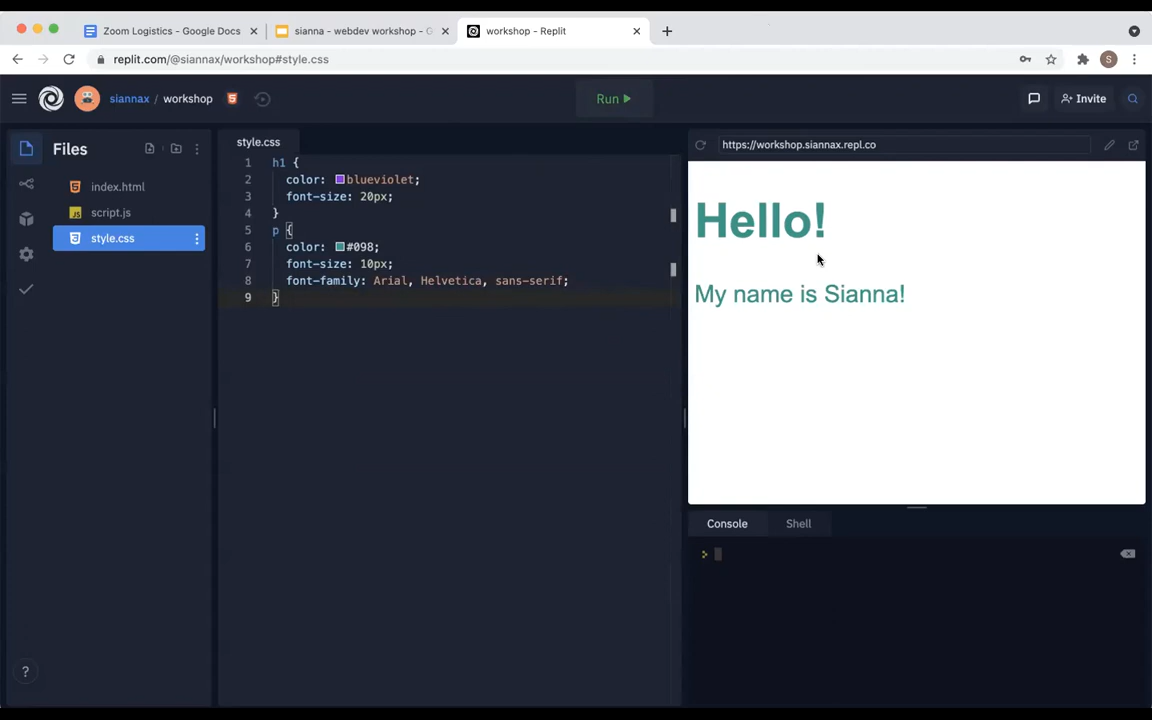 Zoom Logistics - Google Docs
sianna - webdev workshop - G
workshop - Replit
replit.com/@siannax/workshop#style.css
S
siannax / workshop
Run
Invite
Files
index.html
script.js
style.css
style.css
1 h1 {
2 color: blueviolet;
3 font-size: 20px;
4 }
5 p {
6 color: #098;
7 font-size: 10px;
8 font-family: Arial, Helvetica, sans-serif;
9 }
https://workshop.siannax.repl.co
Hello!
My name is Sianna!
Console
Shell
?